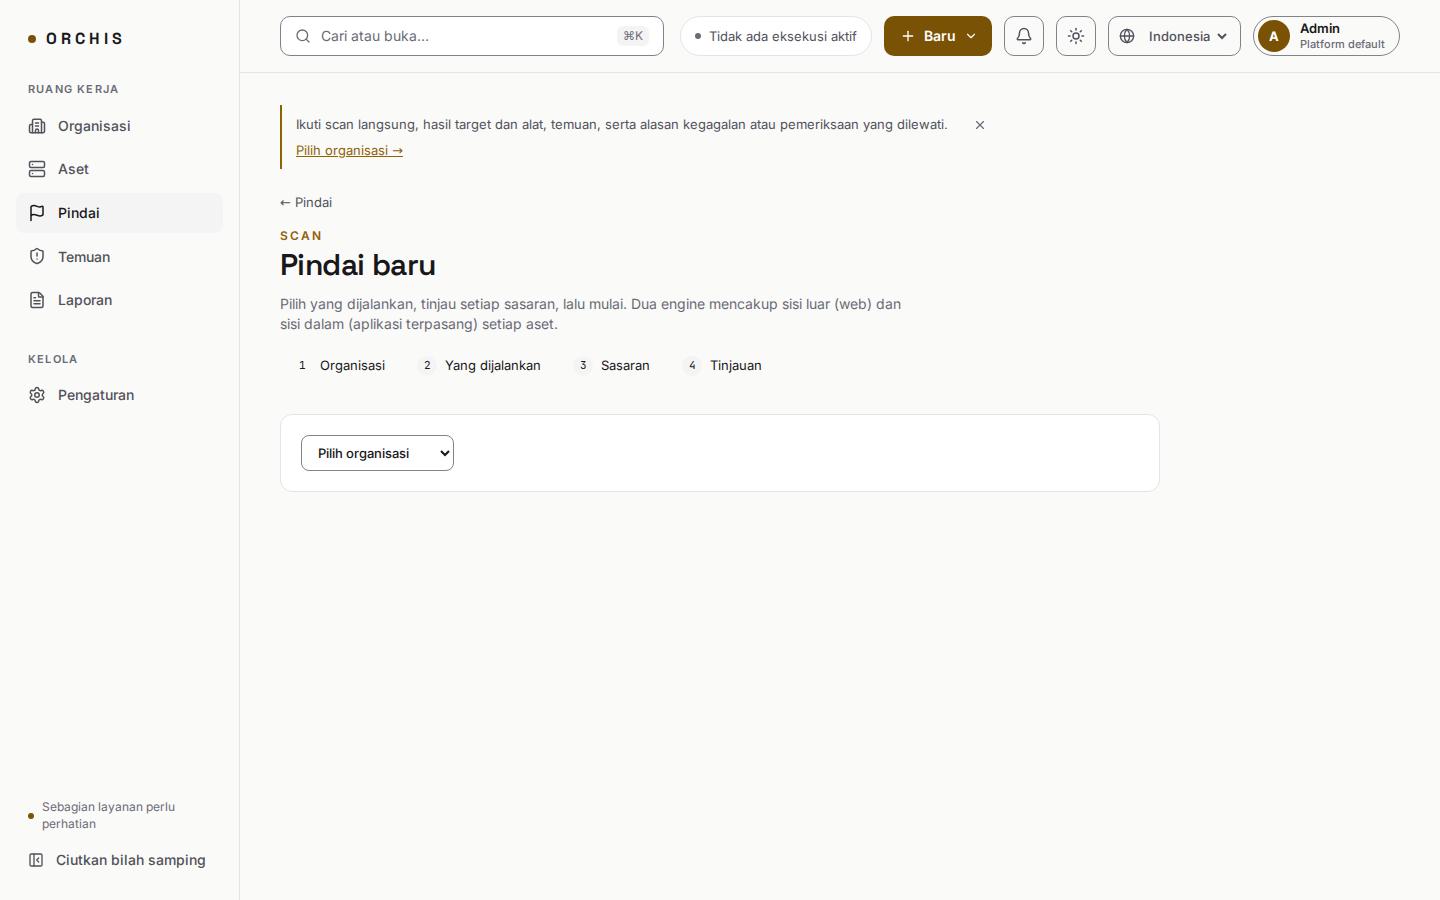 ORCHIS
RUANG KERJA
Organisasi
Aset
Pindai
Temuan
Laporan
KELOLA
Pengaturan
Sebagian layanan perlu
perhatian
Ciutkan bilah samping
Cari atau buka...
⌘K
Tidak ada eksekusi aktif
Baru
Indonesia
A
Admin
Platform default
Ikuti scan langsung, hasil target dan alat, temuan, serta alasan kegagalan atau pemeriksaan yang dilewati.
Pilih organisasi →
← Pindai
SCAN
Pindai baru
Pilih yang dijalankan, tinjau setiap sasaran, lalu mulai. Dua engine mencakup sisi luar (web) dan
sisi dalam (aplikasi terpasang) setiap aset.
1 Organisasi
2 Yang dijalankan
3 Sasaran
4 Tinjauan
Pilih organisasi